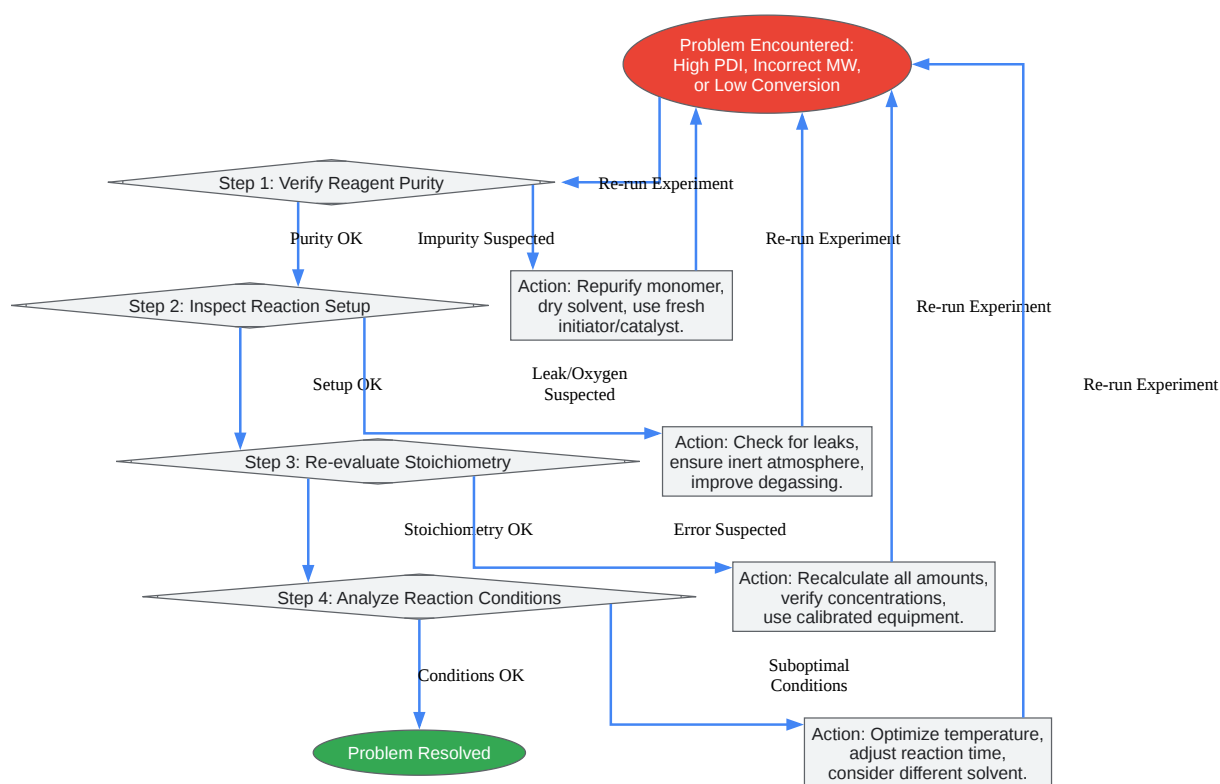 Problem Encountered:
High PDI, Incorrect MW,
or Low Conversion
Step 1: Verify Reagent Purity
Re-run Experiment
Purity OK
Impurity Suspected
Re-run Experiment
Action: Repurify monomer,
dry solvent, use fresh
initiator/catalyst.
Step 2: Inspect Reaction Setup
Re-run Experiment
Setup OK
Leak/Oxygen
Suspected
Re-run Experiment
Action: Check for leaks,
ensure inert atmosphere,
improve degassing.
Step 3: Re-evaluate Stoichiometry
Stoichiometry OK
Error Suspected
Action: Recalculate all amounts,
verify concentrations,
use calibrated equipment.
Step 4: Analyze Reaction Conditions
Conditions OK
Suboptimal
Conditions
Action: Optimize temperature,
adjust reaction time,
consider different solvent.
Problem Resolved